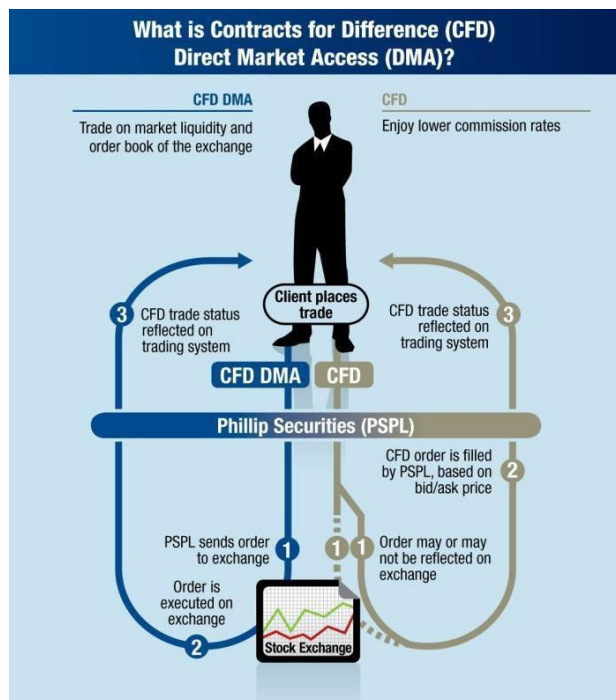 What is Contracts for Difference (CFD)
Direct Market Access (DMA)?
CFD DMA
Trade on market liquidity and
order book of the exchange
CFD
Enjoy lower commission rates
Client places
trade
3
CFD trade status
reflected on
trading system
CFD trade status
reflected on
trading system
3
CFD DMA
CFD
Phillip Securities (PSPL)
CFD order is filled
by PSPL, based on
bid/ask price
2
PSPL sends order
to exchange
1
1
1
Order may or may
not be reflected on
exchange
Order is
executed on
exchange
2
Stock Exchange